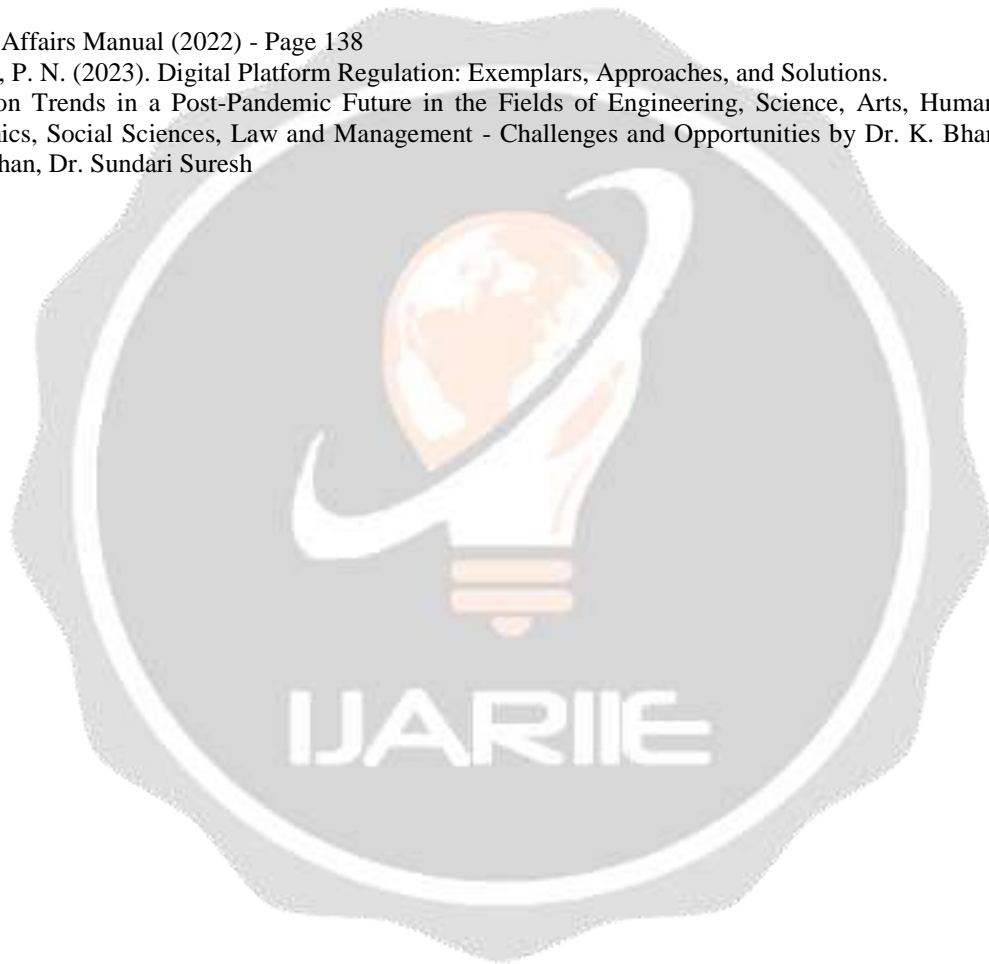 Affairs Manual (2022) - Page 138
, P. N. (2023). Digital Platform Regulation: Exemplars, Approaches, and Solutions.
on Trends in a Post-Pandemic Future in the Fields of Engineering, Science, Arts, Human
ics, Social Sciences, Law and Management - Challenges and Opportunities by Dr. K. Bhar
han, Dr. Sundari Suresh
IJARIIE